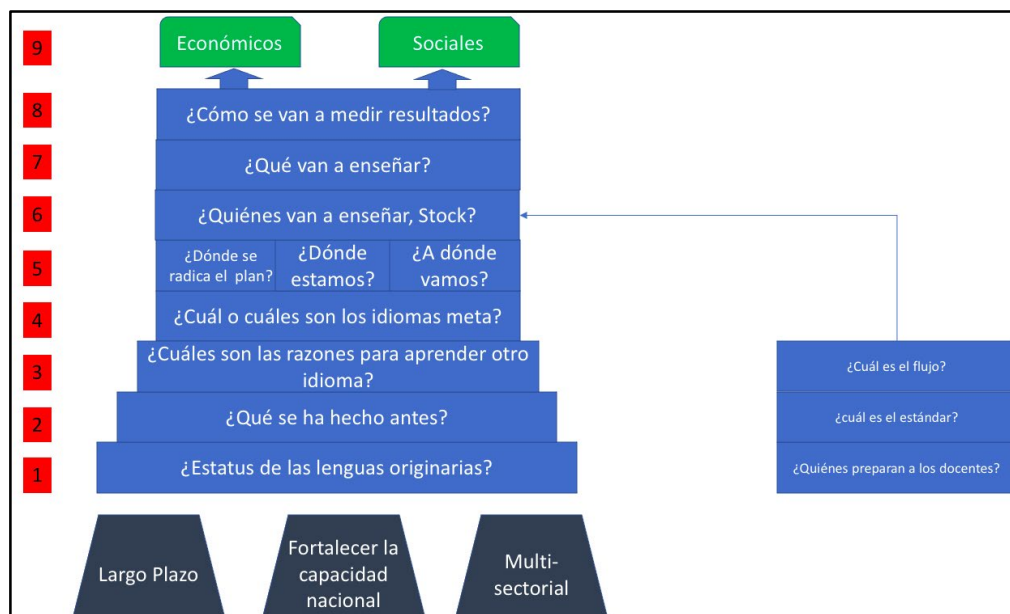 9
Económicos
Sociales
8
¿Cómo se van a medir resultados?
7
¿Qué van a enseñar?
6
¿Quiénes van a enseñar, Stock?
5
¿Dónde se
radica el plan?
¿Dónde
estamos?
¿A dónde
vamos?
4
¿Cuál o cuáles son los idiomas meta?
3
¿Cuáles son las razones para aprender otro
idioma?
2
¿Qué se ha hecho antes?
1
¿Estatus de las lenguas originarias?
¿Cuál es el flujo?
¿cuál es el estándar?
¿Quiénes preparan a los docentes?
Largo Plazo
Fortalecer la
capacidad
nacional
Multi-
sectorial